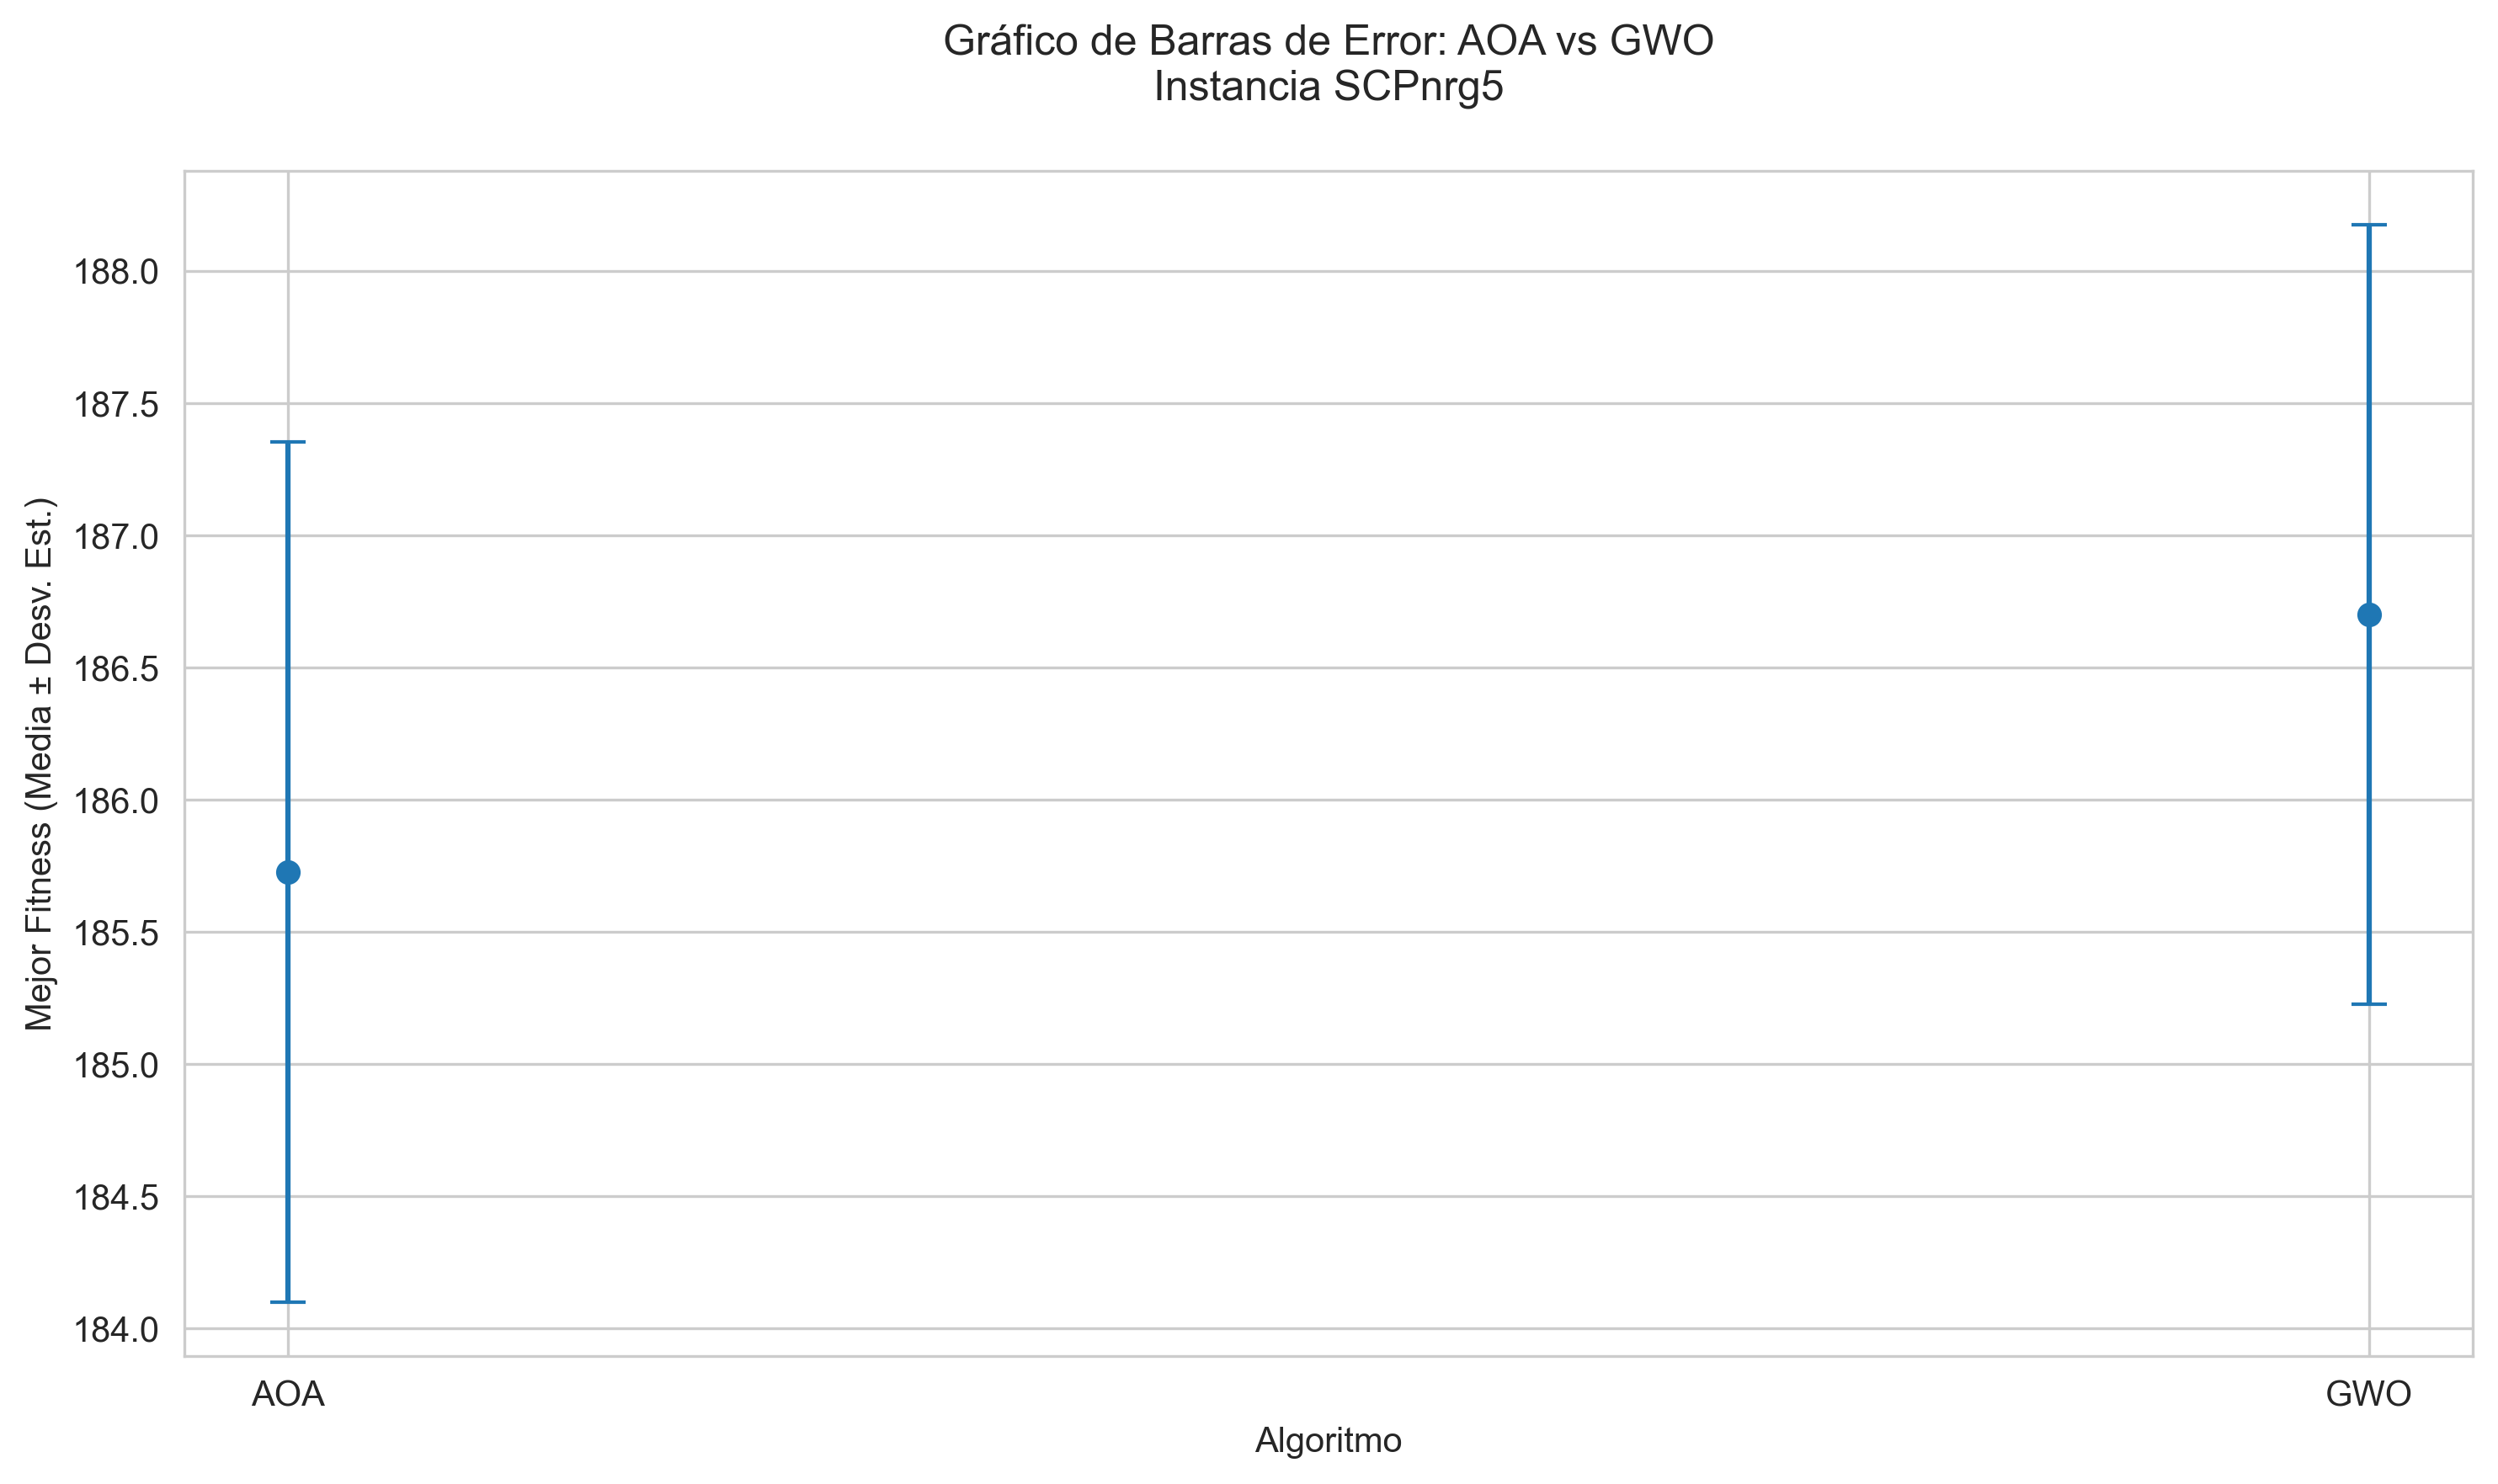 Gráfico de Barras de Error: AOA vs GWO
Instancia SCPnrg5
Mejor Fitness (Media ± Desv. Est.)
188.0
187.5
187.0
186.5
186.0
185.5
185.0
184.5
184.0
AOA
GWO
Algoritmo